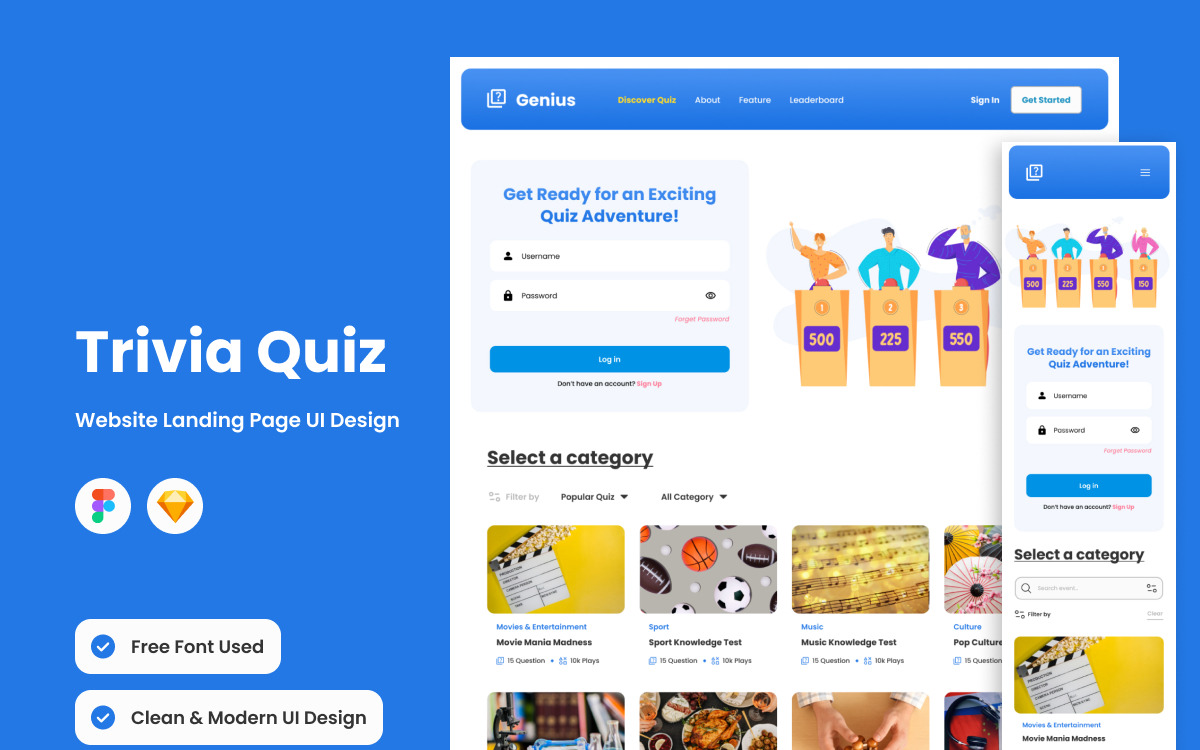 Trivia Quiz
Website Landing Page UI Design
Free Font Used
Clean & Modern UI Design
Genius
Discover Quiz
About
Feature
Leaderboard
Sign In
Get Started
Get Ready for an Exciting
Quiz Adventure!
Username
Password
Forget Password
Log in
Don't have an account? Sign Up
1
2
3
500
225
550
Select a category
Filter by
Popular Quiz
All Category
PRODUCTION
DIRECTOR
SCENE
Movies & Entertainment
Movie Mania Madness
15 Question • 10k Plays
Sport
Sport Knowledge Test
15 Question • 10k Plays
Music
Music Knowledge Test
15 Question • 10k Plays
Culture
Pop Culture
15 Question
500
225
550
150
Get Ready for an Exciting
Quiz Adventure!
Username
Password
Forget Password
Log in
Don't have an account? Sign Up
Select a category
Search event...
Filter by
Clear
PRODUCTION
DIRECTOR
SCENE
Movies & Entertainment
Movie Mania Madness